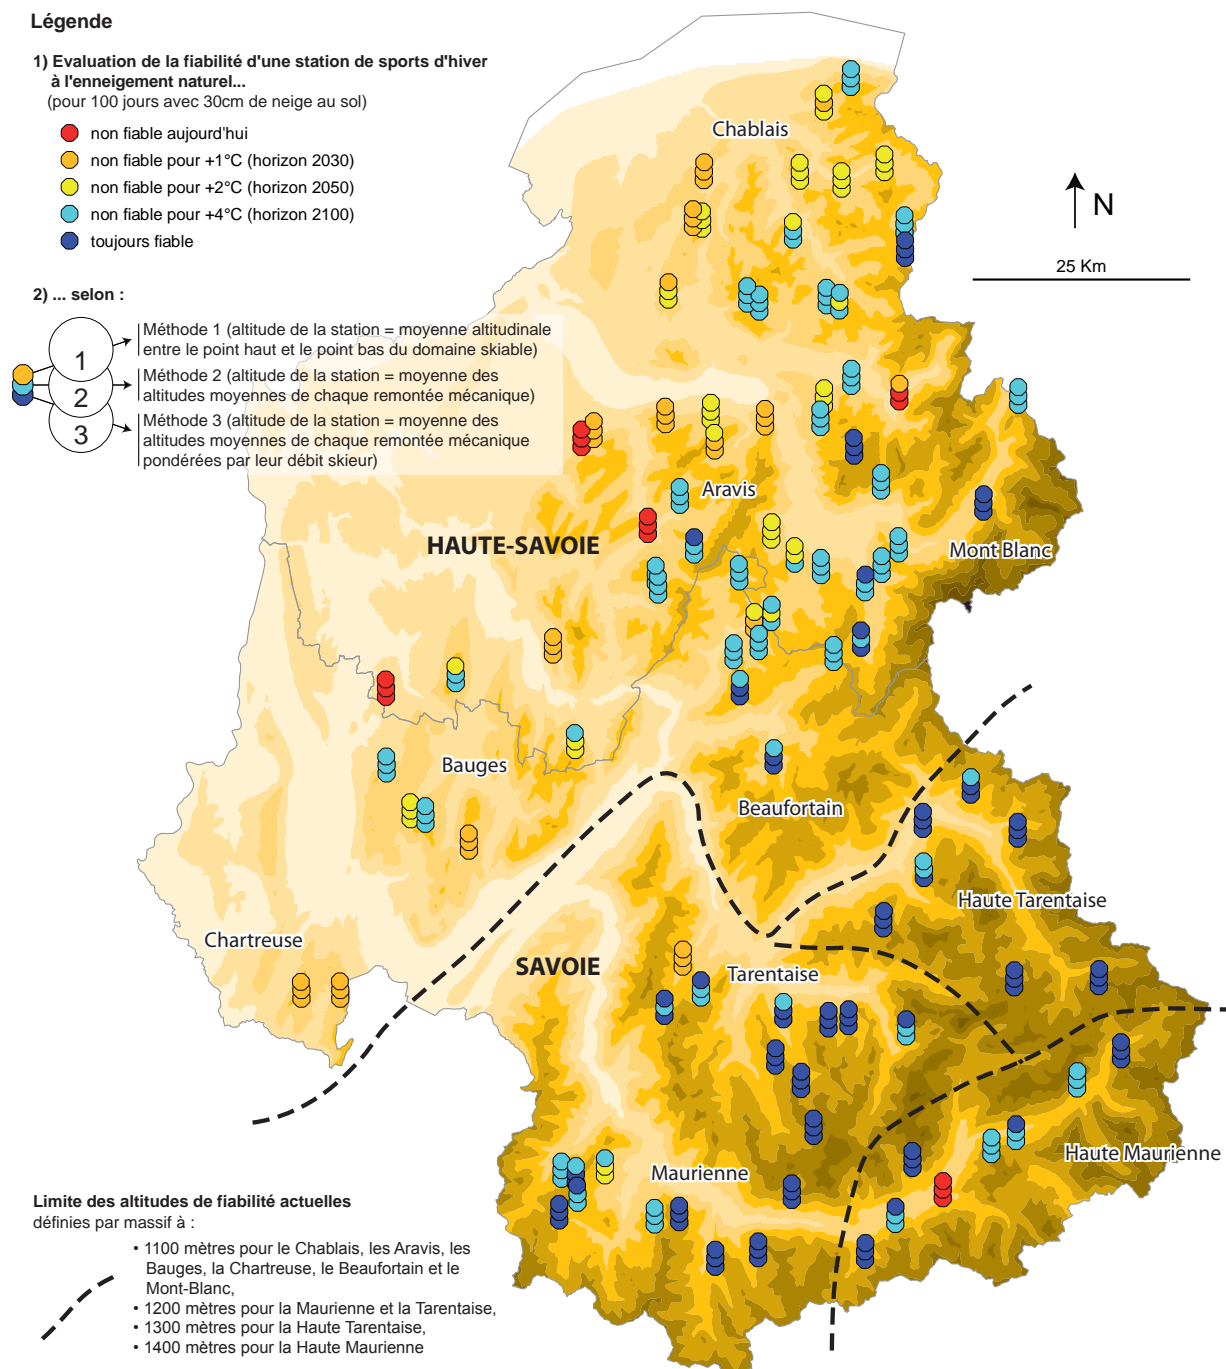 Légende
1) Evaluation de la fiabilité d'une station de sports d'hiver
à l'enneigement naturel...
(pour 100 jours avec 30cm de neige au sol)
non fiable aujourd'hui
non fiable pour +1°C (horizon 2030)
non fiable pour +2°C (horizon 2050)
non fiable pour +4°C (horizon 2100)
toujours fiable
2) ... selon :
1
Méthode 1 (altitude de la station = moyenne altitudinale
entre le point haut et le point bas du domaine skiable)
2
Méthode 2 (altitude de la station = moyenne des
altitudes moyennes de chaque remontée mécanique)
3
Méthode 3 (altitude de la station = moyenne des
altitudes moyennes de chaque remontée mécanique
pondérées par leur débit skieur)
Chablais
N
25 Km
Aravis
HAUTE-SAVOIE
Mont Blanc
Bauges
Beaufortain
Haute Tarentaise
Chartreuse
SAVOIE
Tarentaise
Maurienne
Haute Maurienne
Limite des altitudes de fiabilité actuelles
définies par massif à :
• 1100 mètres pour le Chablais, les Aravis, les
Bauges, la Chartreuse, le Beaufortain et le
Mont-Blanc,
• 1200 mètres pour la Maurienne et la Tarentaise,
• 1300 mètres pour la Haute Tarentaise,
• 1400 mètres pour la Haute Maurienne